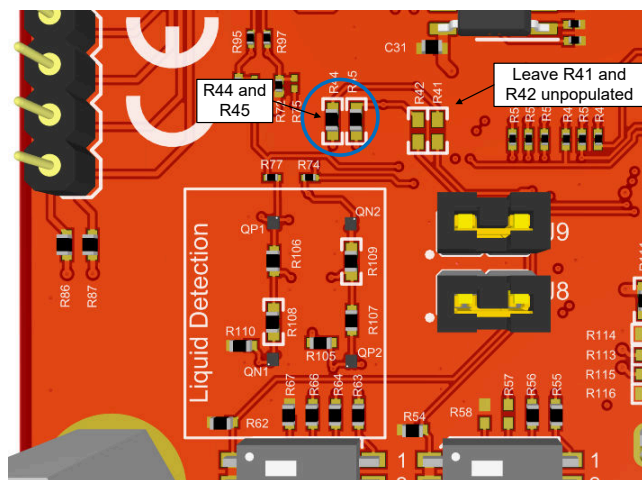 R95
R97
C31
R44
R45
R42
R41
R44 and
R45
Leave R41 and
R42 unpopulated
R77
R74
QP1
QN2
R106
R109
R86
R87
Liquid Detection
R108
R107
R110
R105
QN1
QP2
J9
J8
R114
R113
R115
R116
R67
R66
R64
R63
R62
R54
R58
R57
R56
R55
1
1